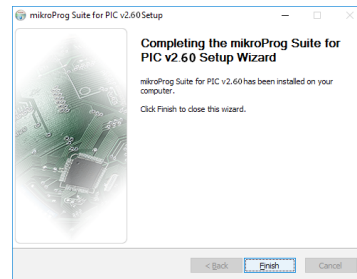 mikroProg Suite for PIC v2.60 Setup
Completing the mikroProg Suite for
PIC v2.60 Setup Wizard
mikroProg Suite for PIC v2.60 has been installed on your
computer.
Click Finish to close this wizard.
< Back
Finish
Cancel